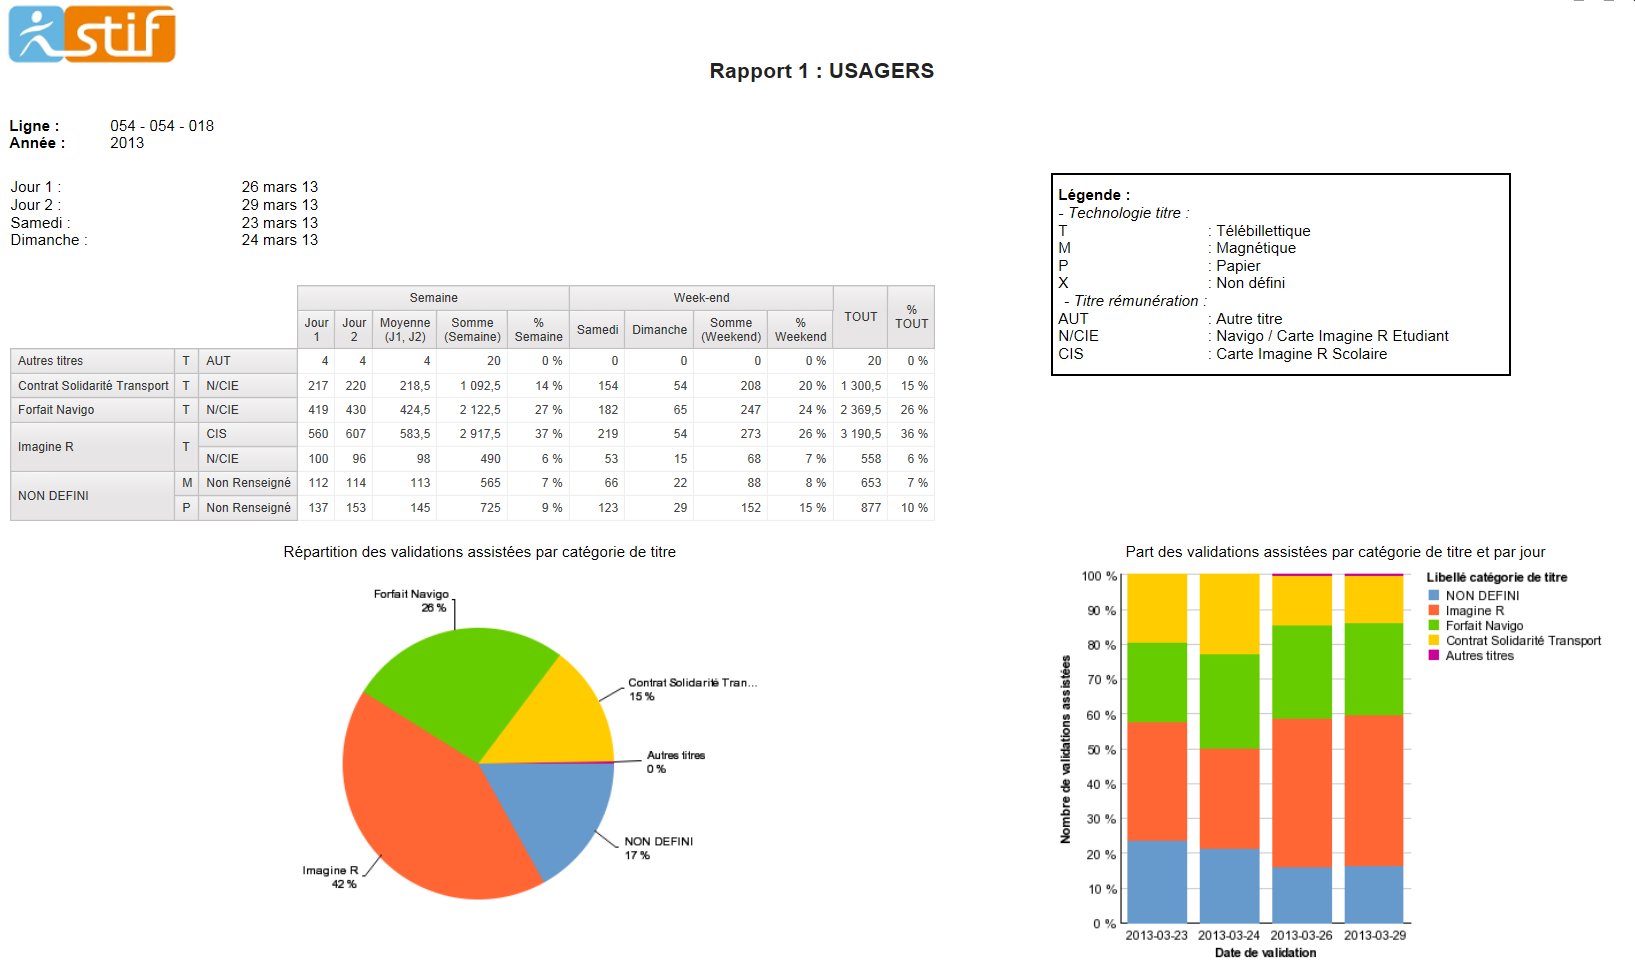 stif
Rapport 1 : USAGERS
Ligne : 054 - 054 - 018
Année : 2013
Jour 1 : 26 mars 13
Jour 2 : 29 mars 13
Samedi : 23 mars 13
Dimanche : 24 mars 13
Légende :
- Technologie titre :
T : Télébillettique
M : Magnétique
P : Papier
X : Non défini
- Titre rémunération :
AUT : Autre titre
N/CIE : Navigo / Carte Imagine R Etudiant
CIS : Carte Imagine R Scolaire
Semaine Week-end TOUT % TOUT
Jour 1 Jour 2 Moyenne (J1, J2) Somme (Semaine) % Semaine Samedi Dimanche Somme (Weekend) % Weekend
Autres titres T AUT 4 4 4 20 0 % 0 0 0 0 % 20 0 %
Contrat Solidarité Transport T N/CIE 217 220 218,5 1 092,5 14 % 154 54 208 20 % 1 300,5 15 %
Forfait Navigo T N/CIE 419 430 424,5 2 122,5 27 % 182 65 247 24 % 2 369,5 26 %
Imagine R T CIS 560 607 583,5 2 917,5 37 % 219 54 273 26 % 3 190,5 36 %
N/CIE 100 96 98 490 6 % 53 15 68 7 % 558 6 %
NON DEFINI M Non Renseigné 112 114 113 565 7 % 66 22 88 8 % 653 7 %
P Non Renseigné 137 153 145 725 9 % 123 29 152 15 % 877 10 %
Répartition des validations assistées par catégorie de titre
Forfait Navigo
26 %
Contrat Solidarité Tran...
15 %
Autres titres
0 %
NON DEFINI
17 %
Imagine R
42 %
Part des validations assistées par catégorie de titre et par jour
100 %
90 %
80 %
70 %
60 %
50 %
40 %
30 %
20 %
10 %
0 %
Nombre de validations assistées
2013-03-23 2013-03-24 2013-03-26 2013-03-29
Date de validation
Libellé catégorie de titre
NON DEFINI
Imagine R
Forfait Navigo
Contrat Solidarité Transport
Autres titres